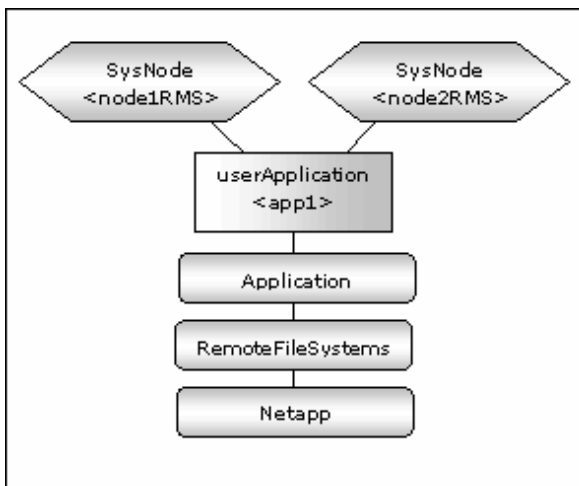 SysNode
<node1RMS>
SysNode
<node2RMS>
userApplication
<app1>
Application
RemoteFileSystems
Netapp